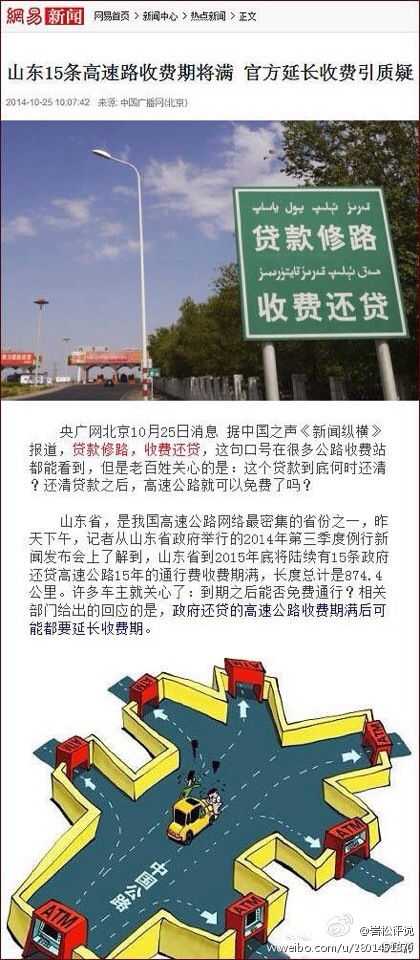 網易 新闻 网易首页 > 新闻中心 > 热点新闻 > 正文
山东15条高速路收费期将满 官方延长收费引质疑
2014-10-25 10:07:42 来源: 中国广播网(北京)
قەرىز ئېلىپ يول ياساپ
贷款修路
ھەق ئېلىپ قەرىز قايتۇرىمىز
收费还贷
央广网北京10月25日消息 据中国之声《新闻纵横》
报道，贷款修路，收费还贷，这句口号在很多公路收费站
都能看到，但是老百姓关心的是：这个贷款到底何时还清
？还清贷款之后，高速公路就可以免费了吗？
山东省，是我国高速公路网络最密集的省份之一，昨
天下午，记者从山东省政府举行的2014年第三季度例行新
闻发布会上了解到，山东省到2015年底将陆续有15条政府
还贷高速公路15年的通行费收费期满，长度总计是874.4
公里。许多车主就关心了：到期之后能否免费通行？相关
部门给出的回应的是，政府还贷的高速公路收费期满后可
能都要延长收费期。
ATM
ATM
ATM
ATM
ATM
中国公路
ATM
ATM
ATM
@岩松评说